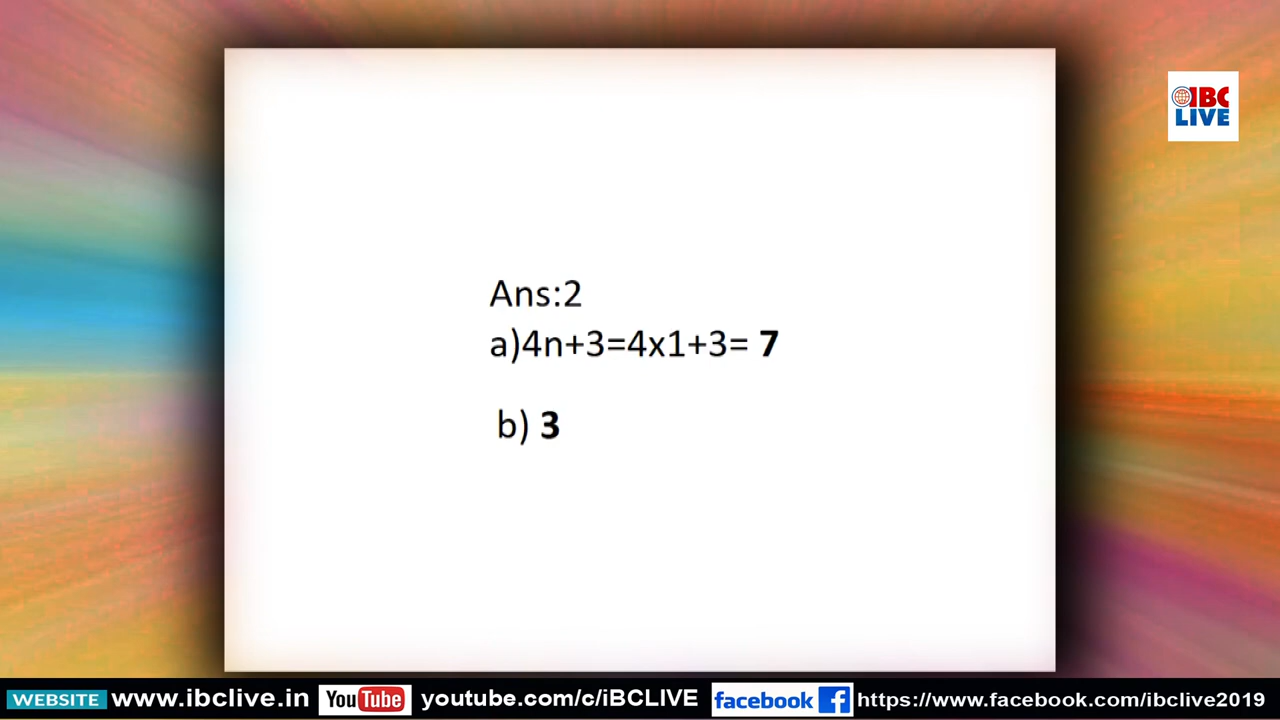 IBC
LIVE
Ans:2
a)4n+3=4x1+3= 7
b) 3
WEBSITE www.ibclive.in YouTube youtube.com/c/iBCLIVE facebook f https://www.facebook.com/ibclive2019